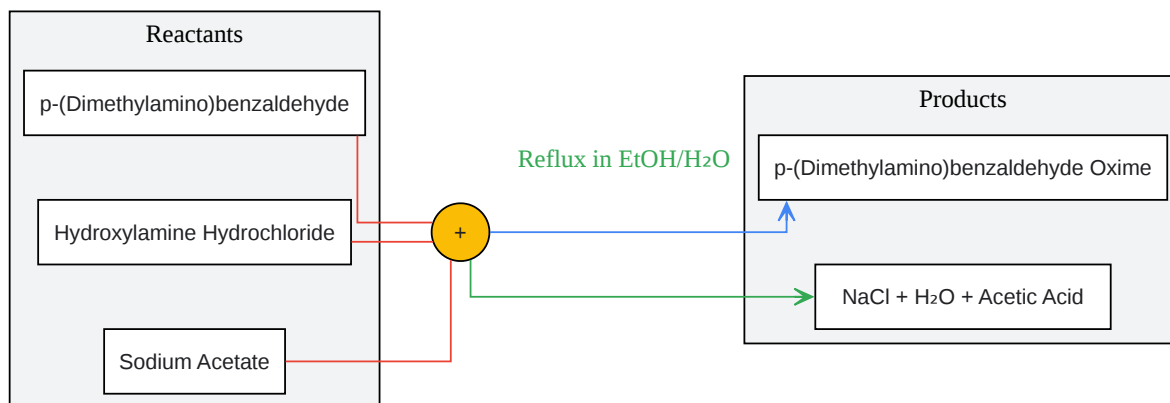 Reactants
p-(Dimethylamino)benzaldehyde
Hydroxylamine Hydrochloride
Sodium Acetate
+
Reflux in EtOH/H₂O
Products
p-(Dimethylamino)benzaldehyde Oxime
NaCl + H₂O + Acetic Acid